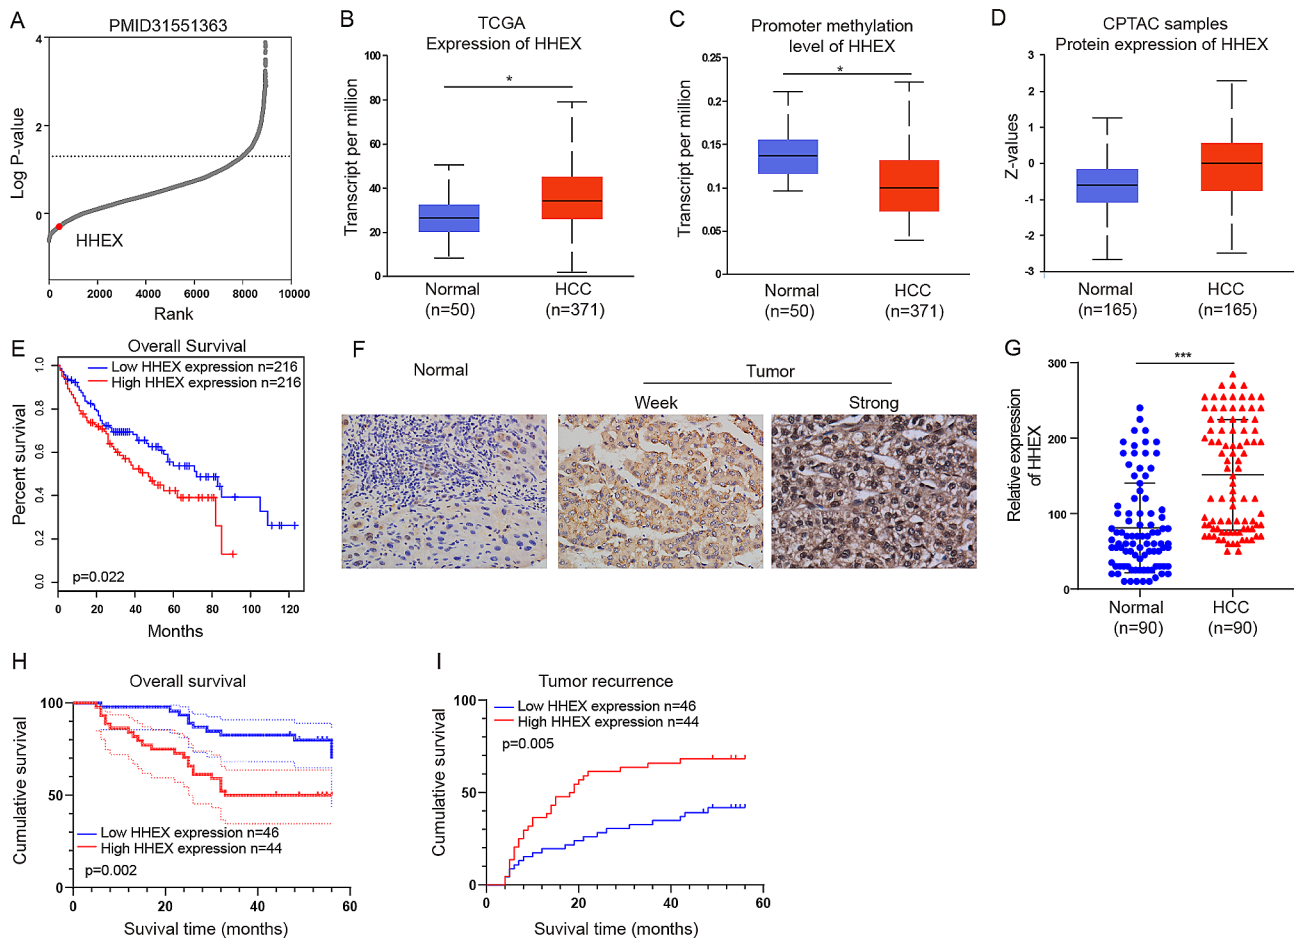 A
PMID31551363
Log P-value
4
2
0
HHEX
0
2000
4000
6000
8000
10000
Rank
B
TCGA
Expression of HHEX
Transcript per million
100
80
60
40
20
0
*
Normal
(n=50)
HCC
(n=371)
C
Promoter methylation
level of HHEX
Transcript per million
0.25
0.2
0.15
0.1
0.05
0
*
Normal
(n=50)
HCC
(n=371)
D
CPTAC samples
Protein expression of HHEX
Z-values
3
2
1
0
-1
-2
-3
Normal
(n=165)
HCC
(n=165)
E
Overall Survival
Percent survival
1.0
0.8
0.6
0.4
0.2
0.0
Low HHEX expression n=216
High HHEX expression n=216
p=0.022
0
20
40
60
80
100
120
Months
F
Normal
Tumor
Week
Strong
G
Relative expression
of HHEX
300
200
100
0
***
Normal
(n=90)
HCC
(n=90)
H
Overall survival
Cumulative survival
100
50
0
Low HHEX expression n=46
High HHEX expression n=44
p=0.002
0
20
40
60
Suvival time (months)
I
Tumor recurrence
Cumulative survival
100
50
0
Low HHEX expression n=46
High HHEX expression n=44
p=0.005
0
20
40
60
Suvival time (months)